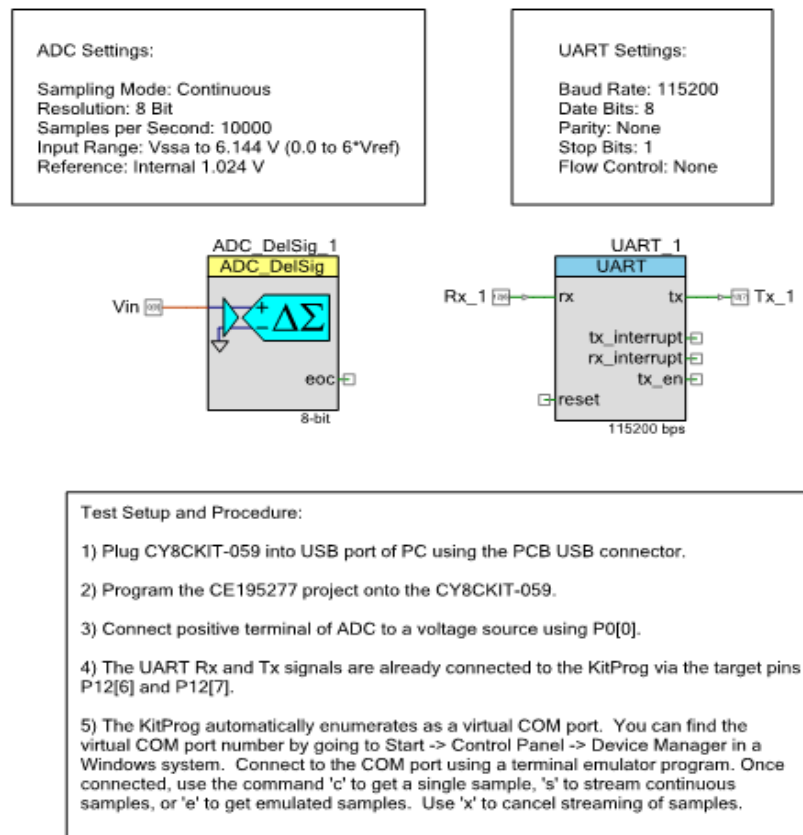 ADC Settings:
Sampling Mode: Continuous
Resolution: 8 Bit
Samples per Second: 10000
Input Range: Vssa to 6.144 V (0.0 to 6*Vref)
Reference: Internal 1.024 V
UART Settings:
Baud Rate: 115200
Date Bits: 8
Parity: None
Stop Bits: 1
Flow Control: None
ADC_DelSig_1
ADC_DelSig
Vin
+
−ΔΣ
eoc
8-bit
UART_1
UART
Rx_1
rx
tx
Tx_1
tx_interrupt
rx_interrupt
tx_en
reset
115200 bps
Test Setup and Procedure:
1) Plug CY8CKIT-059 into USB port of PC using the PCB USB connector.
2) Program the CE195277 project onto the CY8CKIT-059.
3) Connect positive terminal of ADC to a voltage source using P0[0].
4) The UART Rx and Tx signals are already connected to the KitProg via the target pins
P12[6] and P12[7].
5) The KitProg automatically enumerates as a virtual COM port.  You can find the
virtual COM port number by going to Start -> Control Panel -> Device Manager in a
Windows system.  Connect to the COM port using a terminal emulator program. Once
connected, use the command 'c' to get a single sample, 's' to stream continuous
samples, or 'e' to get emulated samples.  Use 'x' to cancel streaming of samples.